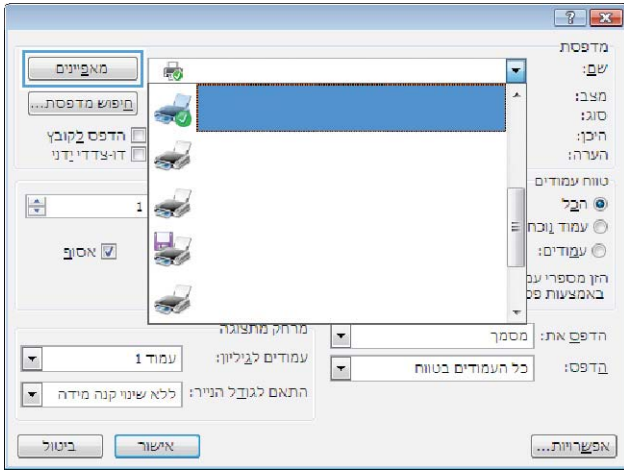 מדפסת
שם:
מאפיינים
מצב:
סוג:
היכן:
הערה:
חיפוש מדפסת...
הדפס לקובץ
דו-צדדי ידני
טווח עמודים
הכל
עמוד נוכח
עמודים:
הזן מספרי עמ
באמצעות פס
1
אסוף
הדפס את: מסמך
הדפס: כל העמודים בטווח
מרחק מתצוגה
עמודים לגיליון: עמוד 1
התאם לגודל הנייר: ללא שינוי קנה מידה
אפשרויות...
אישור
ביטול